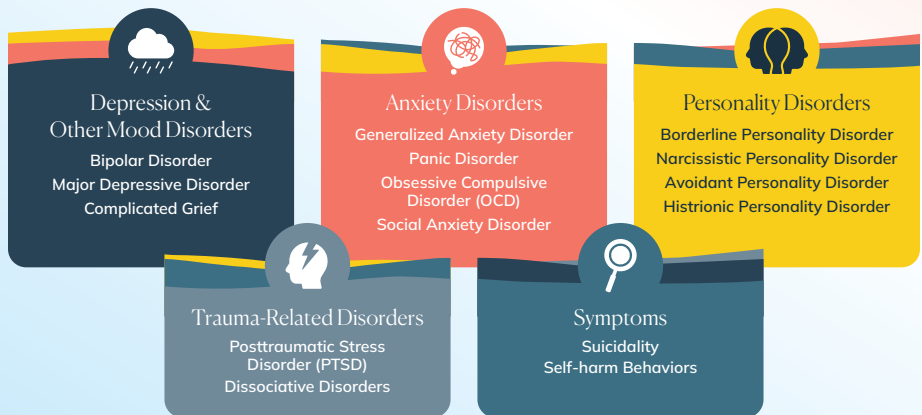 Depression &
Other Mood Disorders
Bipolar Disorder
Major Depressive Disorder
Complicated Grief
Anxiety Disorders
Generalized Anxiety Disorder
Panic Disorder
Obsessive Compulsive
Disorder (OCD)
Social Anxiety Disorder
Personality Disorders
Borderline Personality Disorder
Narcissistic Personality Disorder
Avoidant Personality Disorder
Histrionic Personality Disorder
Trauma-Related Disorders
Posttraumatic Stress
Disorder (PTSD)
Dissociative Disorders
Symptoms
Suicidality
Self-harm Behaviors